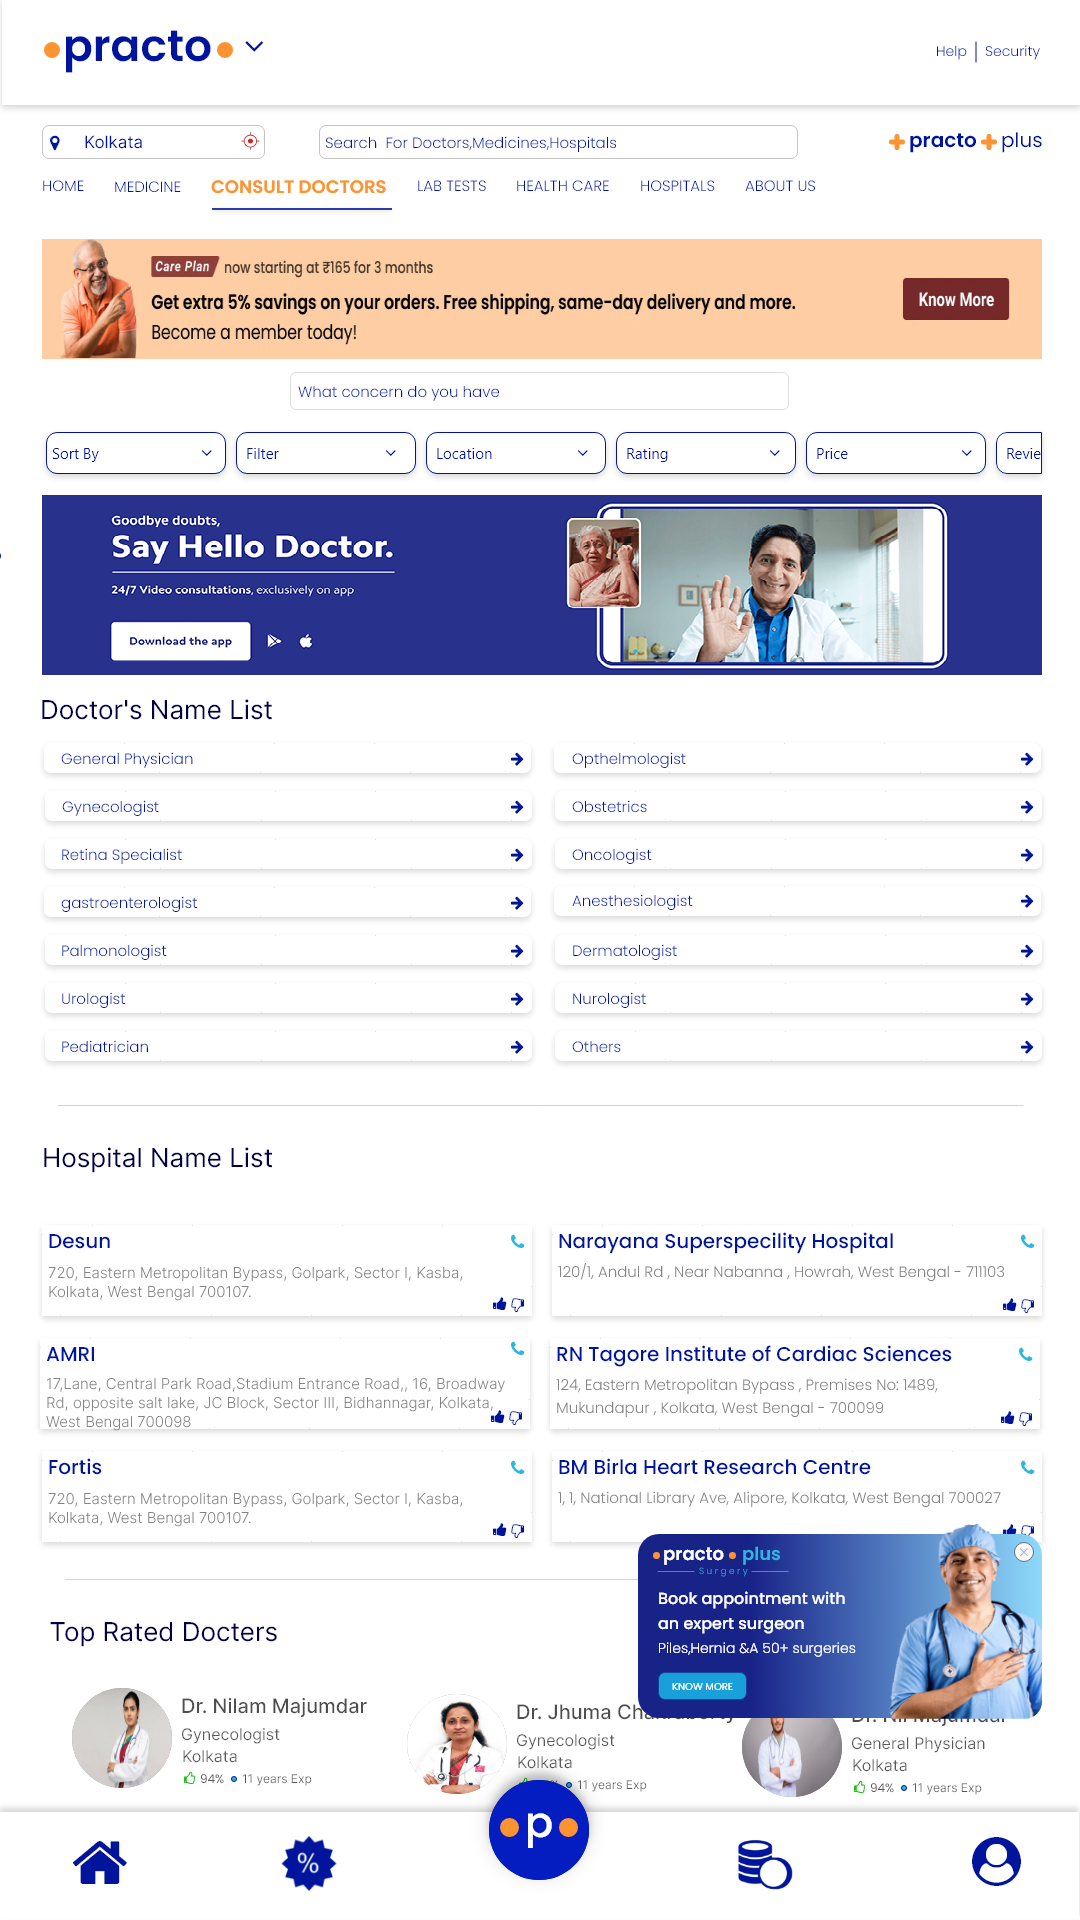 practo
Help | Security
Kolkata
Search For Doctors,Medicines,Hospitals
practo plus
HOME MEDICINE CONSULT DOCTORS LAB TESTS HEALTH CARE HOSPITALS ABOUT US
Care Plan now starting at ₹165 for 3 months
Get extra 5% savings on your orders. Free shipping, same-day delivery and more.
Become a member today!
Know More
What concern do you have
Sort By Filter Location Rating Price Revie
Goodbye doubts,
Say Hello Doctor.
24/7 Video consultations, exclusively on app
Download the app
Doctor's Name List
General Physician Opthelmologist
Gynecologist Obstetrics
Retina Specialist Oncologist
gastroenterologist Anesthesiologist
Palmonologist Dermatologist
Urologist Nurologist
Pediatrician Others
Hospital Name List
Desun
720, Eastern Metropolitan Bypass, Golpark, Sector I, Kasba,
Kolkata, West Bengal 700107.
Narayana Superspecility Hospital
120/1, Andul Rd , Near Nabanna , Howrah, West Bengal - 711103
AMRI
17,Lane, Central Park Road,Stadium Entrance Road,, 16, Broadway
Rd, opposite salt lake, JC Block, Sector III, Bidhannagar, Kolkata,
West Bengal 700098
RN Tagore Institute of Cardiac Sciences
124, Eastern Metropolitan Bypass , Premises No: 1489,
Mukundapur , Kolkata, West Bengal - 700099
Fortis
720, Eastern Metropolitan Bypass, Golpark, Sector I, Kasba,
Kolkata, West Bengal 700107.
BM Birla Heart Research Centre
1, 1, National Library Ave, Alipore, Kolkata, West Bengal 700027
practo plus
Surgery
Book appointment with
an expert surgeon
Piles,Hernia &A 50+ surgeries
KNOW MORE
Top Rated Docters
Dr. Nilam Majumdar
Gynecologist
Kolkata
94% 11 years Exp
Dr. Jhuma
Gynecologist
Kolkata
11 years Exp
General Physician
Kolkata
94% 11 years Exp
%
p